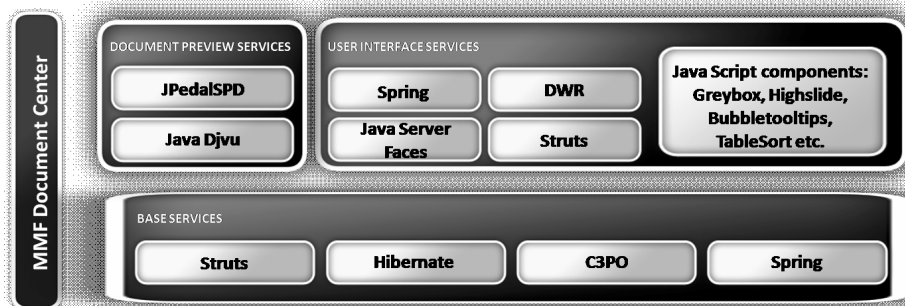 MMF Document Center
DOCUMENT PREVIEW SERVICES
JPedalSPD
Java Djvu
USER INTERFACE SERVICES
Spring
DWR
Java Server
Faces
Struts
Java Script components:
Greybox, Highslide,
Bubbletooltips,
TableSort etc.
BASE SERVICES
Struts
Hibernate
C3PO
Spring